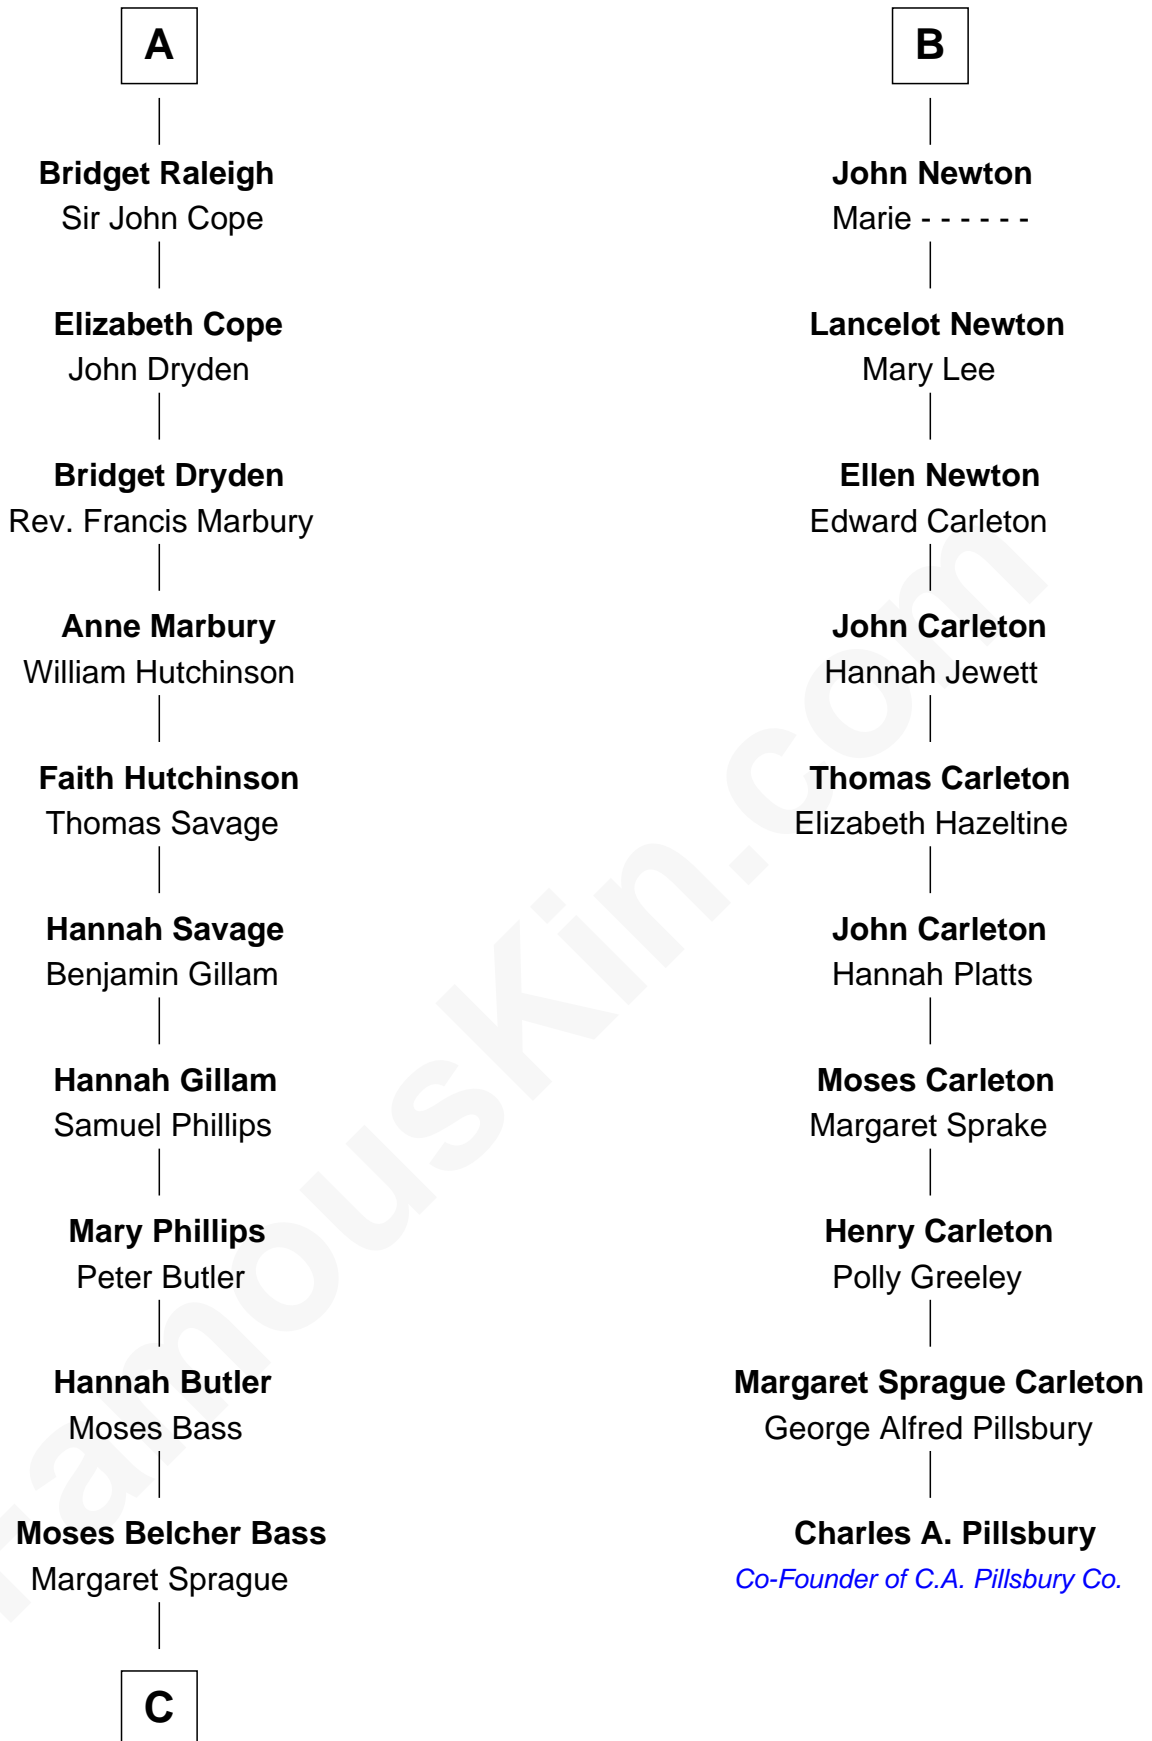 A
Bridget Raleigh
Sir John Cope
Elizabeth Cope
John Dryden
Bridget Dryden
Rev. Francis Marbury
Anne Marbury
William Hutchinson
Faith Hutchinson
Thomas Savage
Hannah Savage
Benjamin Gillam
Hannah Gillam
Samuel Phillips
Mary Phillips
Peter Butler
Hannah Butler
Moses Bass
Moses Belcher Bass
Margaret Sprague
C
B
John Newton
Marie - - - - - -
Lancelot Newton
Mary Lee
Ellen Newton
Edward Carleton
John Carleton
Hannah Jewett
Thomas Carleton
Elizabeth Hazeltine
John Carleton
Hannah Platts
Moses Carleton
Margaret Sprake
Henry Carleton
Polly Greeley
Margaret Sprague Carleton
George Alfred Pillsbury
Charles A. Pillsbury
Co-Founder of C.A. Pillsbury Co.
FamousKin.com